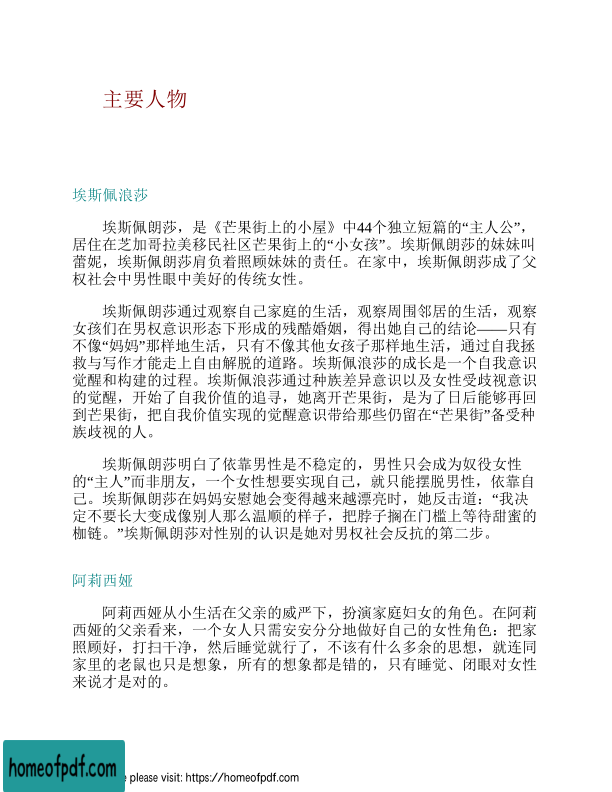 主要人物
埃斯佩浪莎
埃斯佩朗莎，是《芒果街上的小屋》中44个独立短篇的“主人公”，
居住在芝加哥拉美移民社区芒果街上的“小女孩”。埃斯佩朗莎的妹妹叫
蕾妮，埃斯佩朗莎肩负着照顾妹妹的责任。在家中，埃斯佩朗莎成了父
权社会中男性眼中美好的传统女性。
埃斯佩朗莎通过观察自己家庭的生活，观察周围邻居的生活，观察
女孩们在男权意识形态下形成的残酷婚姻，得出她自己的结论——只有
不像“妈妈”那样地生活，只有不像其他女孩子那样地生活，通过自我拯
救与写作才能走上自由解脱的道路。埃斯佩朗莎的成长是一个自我意识
觉醒和构建的过程。埃斯佩浪莎通过种族差异意识以及女性受歧视意识
的觉醒，开始了自我价值的追寻，她离开芒果街，是为了日后能够再回
到芒果街，把自我价值实现的觉醒意识带给那些仍留在“芒果街”备受种
族歧视的人。
埃斯佩朗莎明白了依靠男性是不稳定的，男性只会成为奴役女性
的“主人”而非朋友，一个女性想要实现自己，就只能摆脱男性，依靠自
己。埃斯佩朗莎在妈妈安慰她会变得越来越漂亮时，她反击道：“我决
定不要长大变成像别人那么温顺的样子，把脖子搁在门槛上等待甜蜜的
枷链。”埃斯佩朗莎对性别的认识是她对男权社会反抗的第二步。
阿莉西娅
阿莉西娅从小生活在父亲的威严下，扮演家庭妇女的角色。在阿莉
西娅的父亲看来，一个女人只需安安分分地做好自己的女性角色：把家
照顾好，打扫干净，然后睡觉就行了，不该有什么多余的思想，就连同
家里的老鼠也只是想象，所有的想象都是错的，只有睡觉、闭眼对女性
来说才是对的。
homeofpdf.com
please visit: https://homeofpdf.com